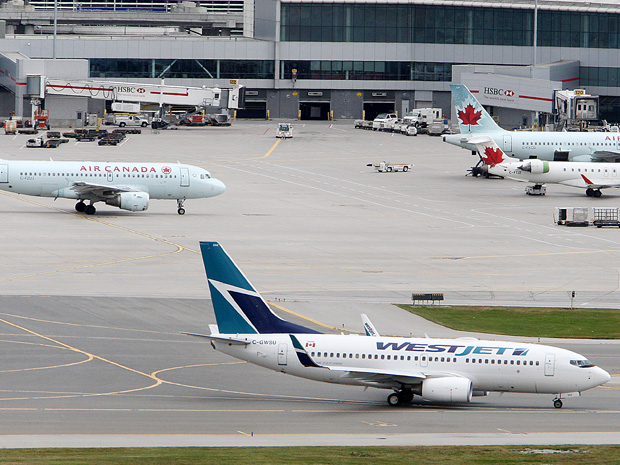 HSBC
HSBC
AIR CANADA
AIR
WESTJET
C-GWSU